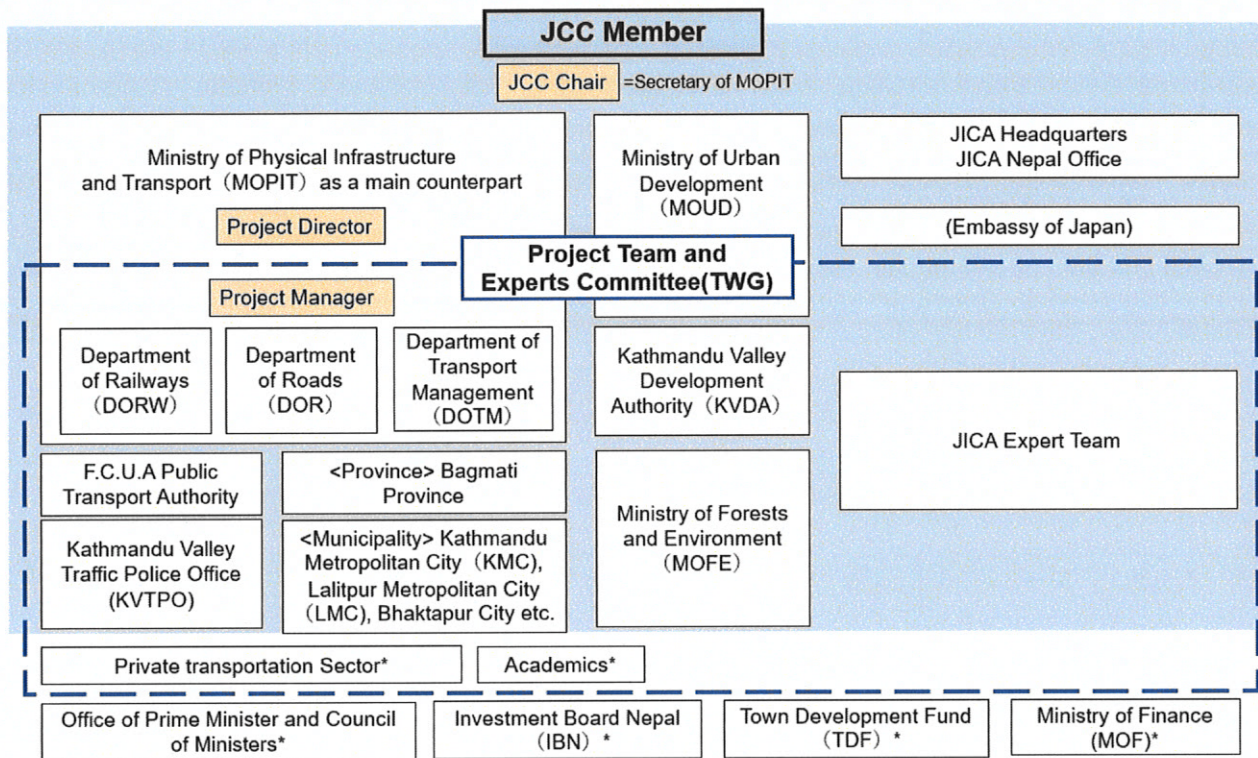 JCC Member
JCC Chair =Secretary of MOPIT
Ministry of Physical Infrastructure
and Transport（MOPIT）as a main counterpart
Project Director
Ministry of Urban
Development
（MOUD）
JICA Headquarters
JICA Nepal Office
(Embassy of Japan)
Project Team and
Experts Committee(TWG)
Project Manager
Department
of Railways
（DORW）
Department
of Roads
（DOR）
Department of
Transport
Management
（DOTM）
Kathmandu Valley
Development
Authority（KVDA）
JICA Expert Team
F.C.U.A Public
Transport Authority
<Province> Bagmati
Province
Kathmandu Valley
Traffic Police Office
(KVTPO)
<Municipality> Kathmandu
Metropolitan City（KMC),
Lalitpur Metropolitan City
（LMC), Bhaktapur City etc.
Ministry of Forests
and Environment
（MOFE）
Private transportation Sector*
Academics*
Office of Prime Minister and Council
of Ministers*
Investment Board Nepal
（IBN）*
Town Development Fund
（TDF）*
Ministry of Finance
(MOF)*